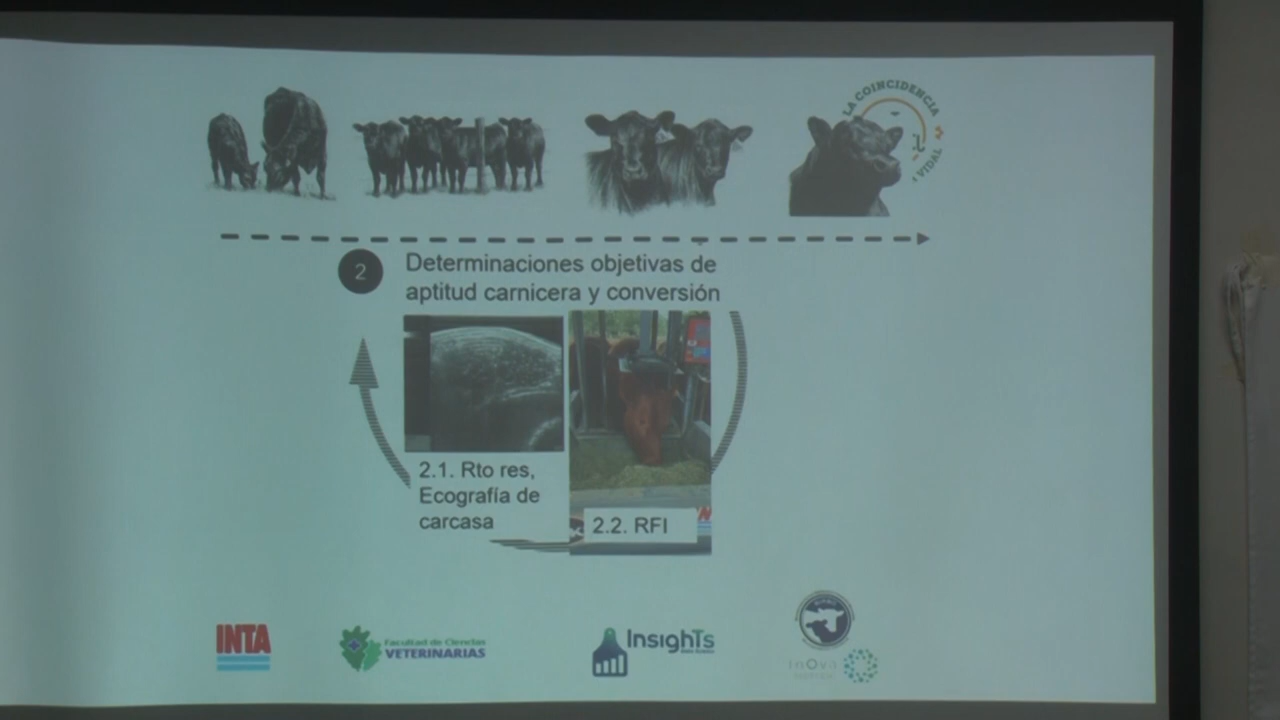 LA COINCIDENCIA
VIDAL
2
Determinaciones objetivas de
aptitud carnicera y conversión
2.1. Rto res,
Ecografía de
carcasa
2.2. RFI
INTA
Facultad de Ciencias
VETERINARIAS
InsighTs
InOva